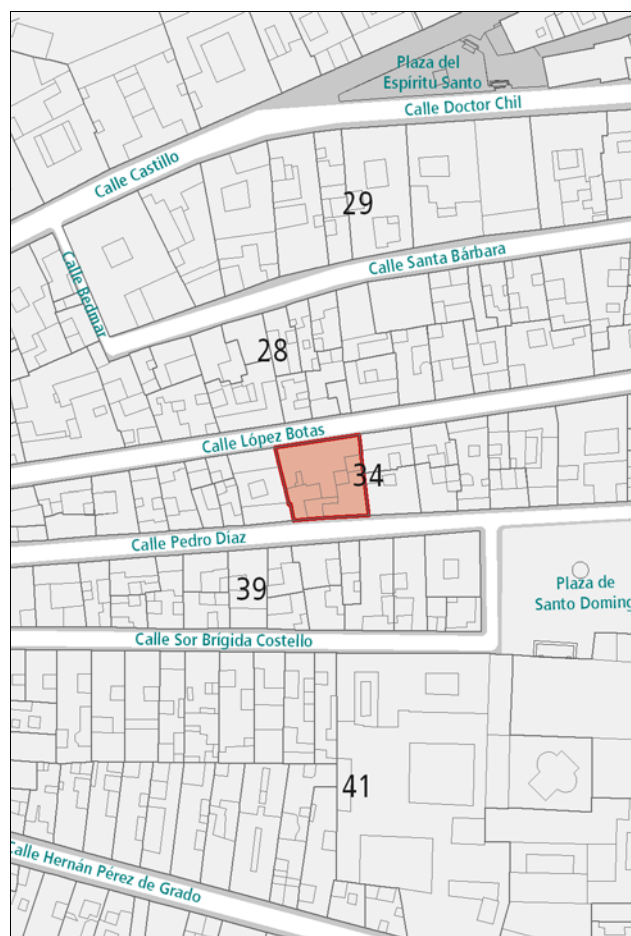 Plaza del
Espíritu Santo
Calle Doctor Chil
Calle Castillo
29
Calle Santa Bárbara
Calle Bedmar
28
Calle López Botas
34
Calle Pedro Díaz
39
Plaza de
Santo Doming
Calle Sor Brígida Costello
41
Calle Hernán Pérez de Grado